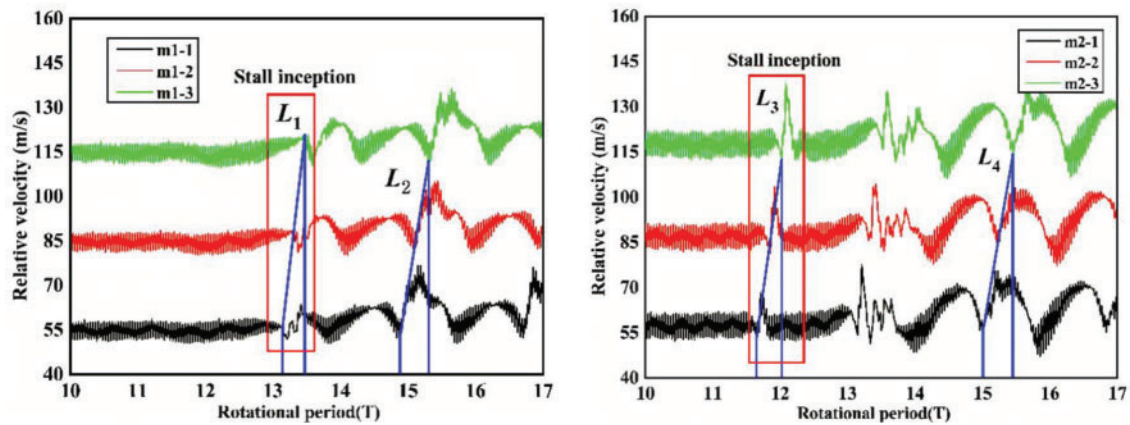 160
145
130
115
100
85
70
55
40
Relative velocity (m/s)
m1-1
m1-2
m1-3
Stall inception
L1
L2
10 11 12 13 14 15 16 17
Rotational period(T)
160
145
130
115
100
85
70
55
40
Relative velocity (m/s)
m2-1
m2-2
m2-3
Stall inception
L3
L4
10 11 12 13 14 15 16 17
Rotational period(T)